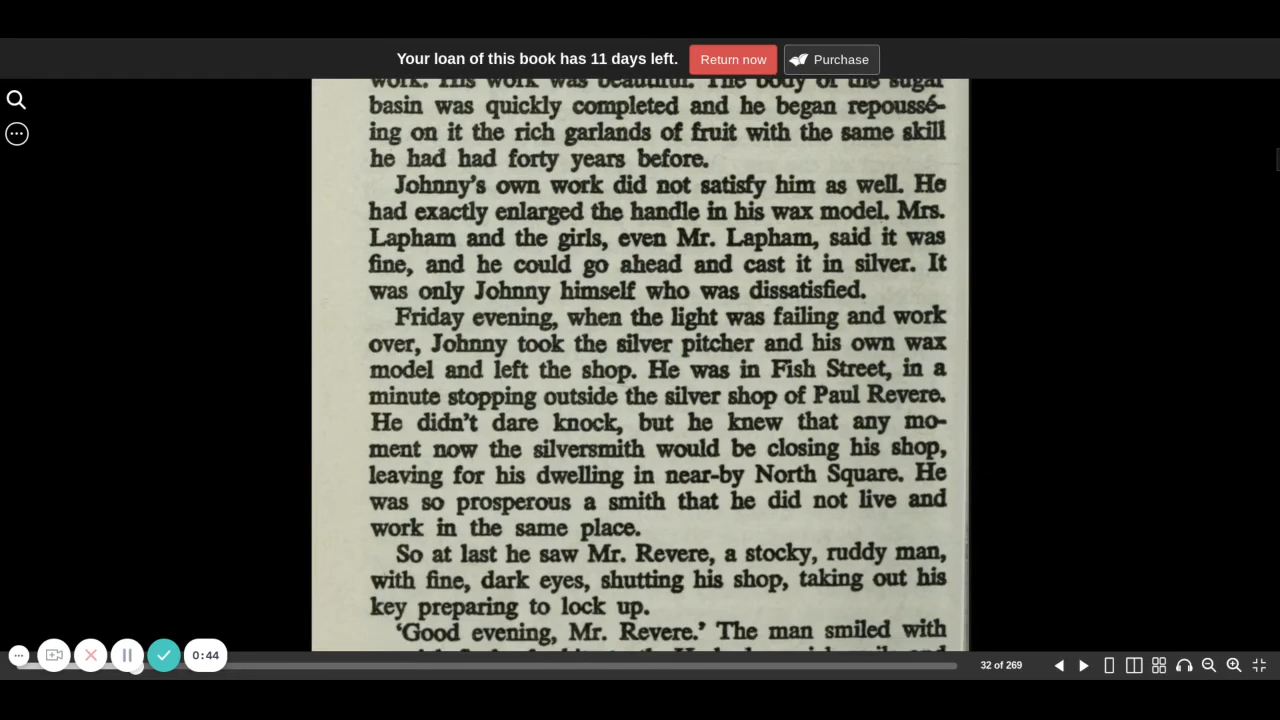 Your loan of this book has 11 days left.
Return now
Purchase
work. His work was beautiful. The body of the sugar
basin was quickly completed and he began repoussé-
ing on it the rich garlands of fruit with the same skill
he had had forty years before.
Johnny's own work did not satisfy him as well. He
had exactly enlarged the handle in his wax model. Mrs.
Lapham and the girls, even Mr. Lapham, said it was
fine, and he could go ahead and cast it in silver. It
was only Johnny himself who was dissatisfied.
Friday evening, when the light was failing and work
over, Johnny took the silver pitcher and his own wax
model and left the shop. He was in Fish Street, in a
minute stopping outside the silver shop of Paul Revere.
He didn't dare knock, but he knew that any mo-
ment now the silversmith would be closing his shop,
leaving for his dwelling in near-by North Square. He
was so prosperous a smith that he did not live and
work in the same place.
So at last he saw Mr. Revere, a stocky, ruddy man,
with fine, dark eyes, shutting his shop, taking out his
key preparing to lock up.
‘Good evening, Mr. Revere.’ The man smiled with
0:44
32 of 269